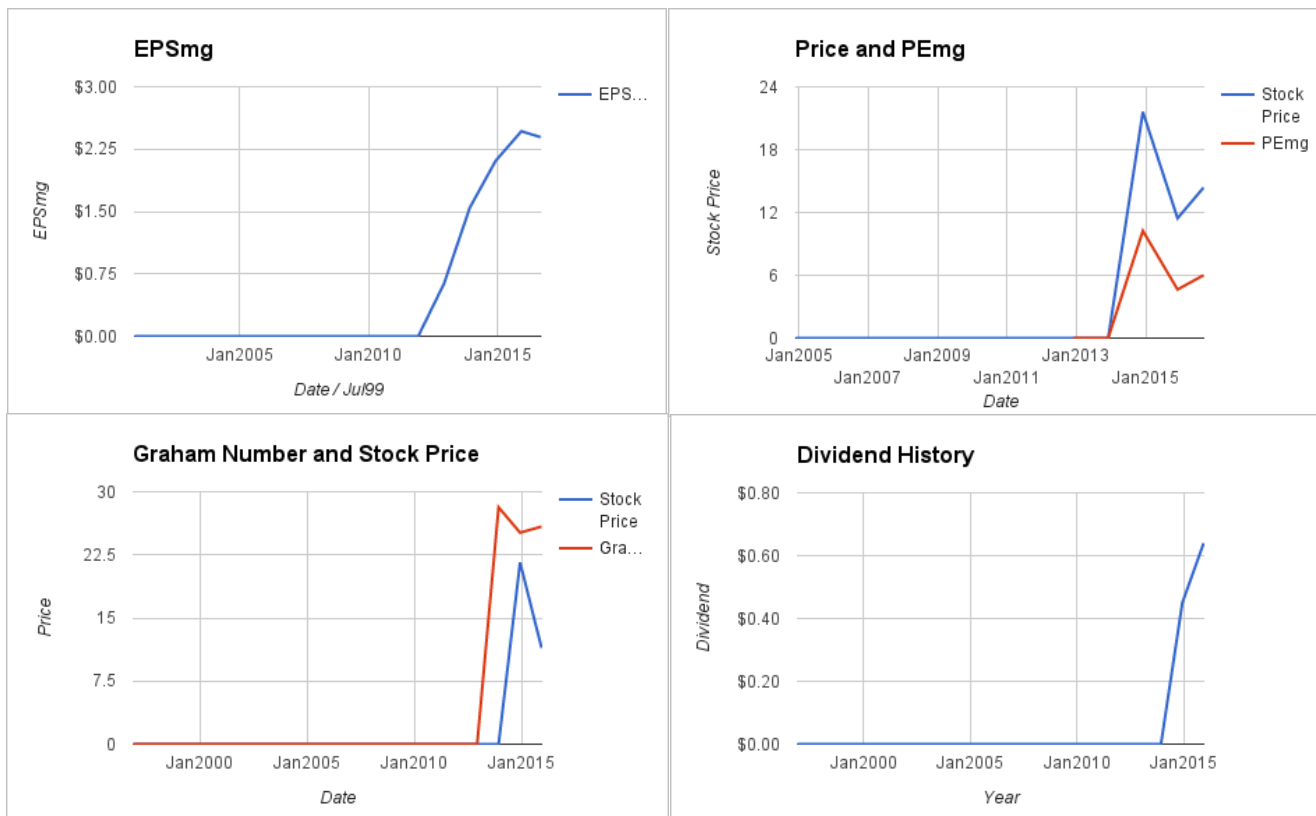 EPSmg
$3.00
$2.25
$1.50
$0.75
$0.00
EPSmg
Jan2005
Jan2010
Jan2015
Date / Jul99
EPS…
Price and PEmg
24
18
12
6
0
Stock Price
Jan2005
Jan2007
Jan2009
Jan2011
Jan2013
Jan2015
Date
Stock
Price
PEmg
Graham Number and Stock Price
30
22.5
15
7.5
0
Price
Jan2000
Jan2005
Jan2010
Jan2015
Date
Stock
Price
Gra…
Dividend History
$0.80
$0.60
$0.40
$0.20
$0.00
Dividend
Jan2000
Jan2005
Jan2010
Jan2015
Year